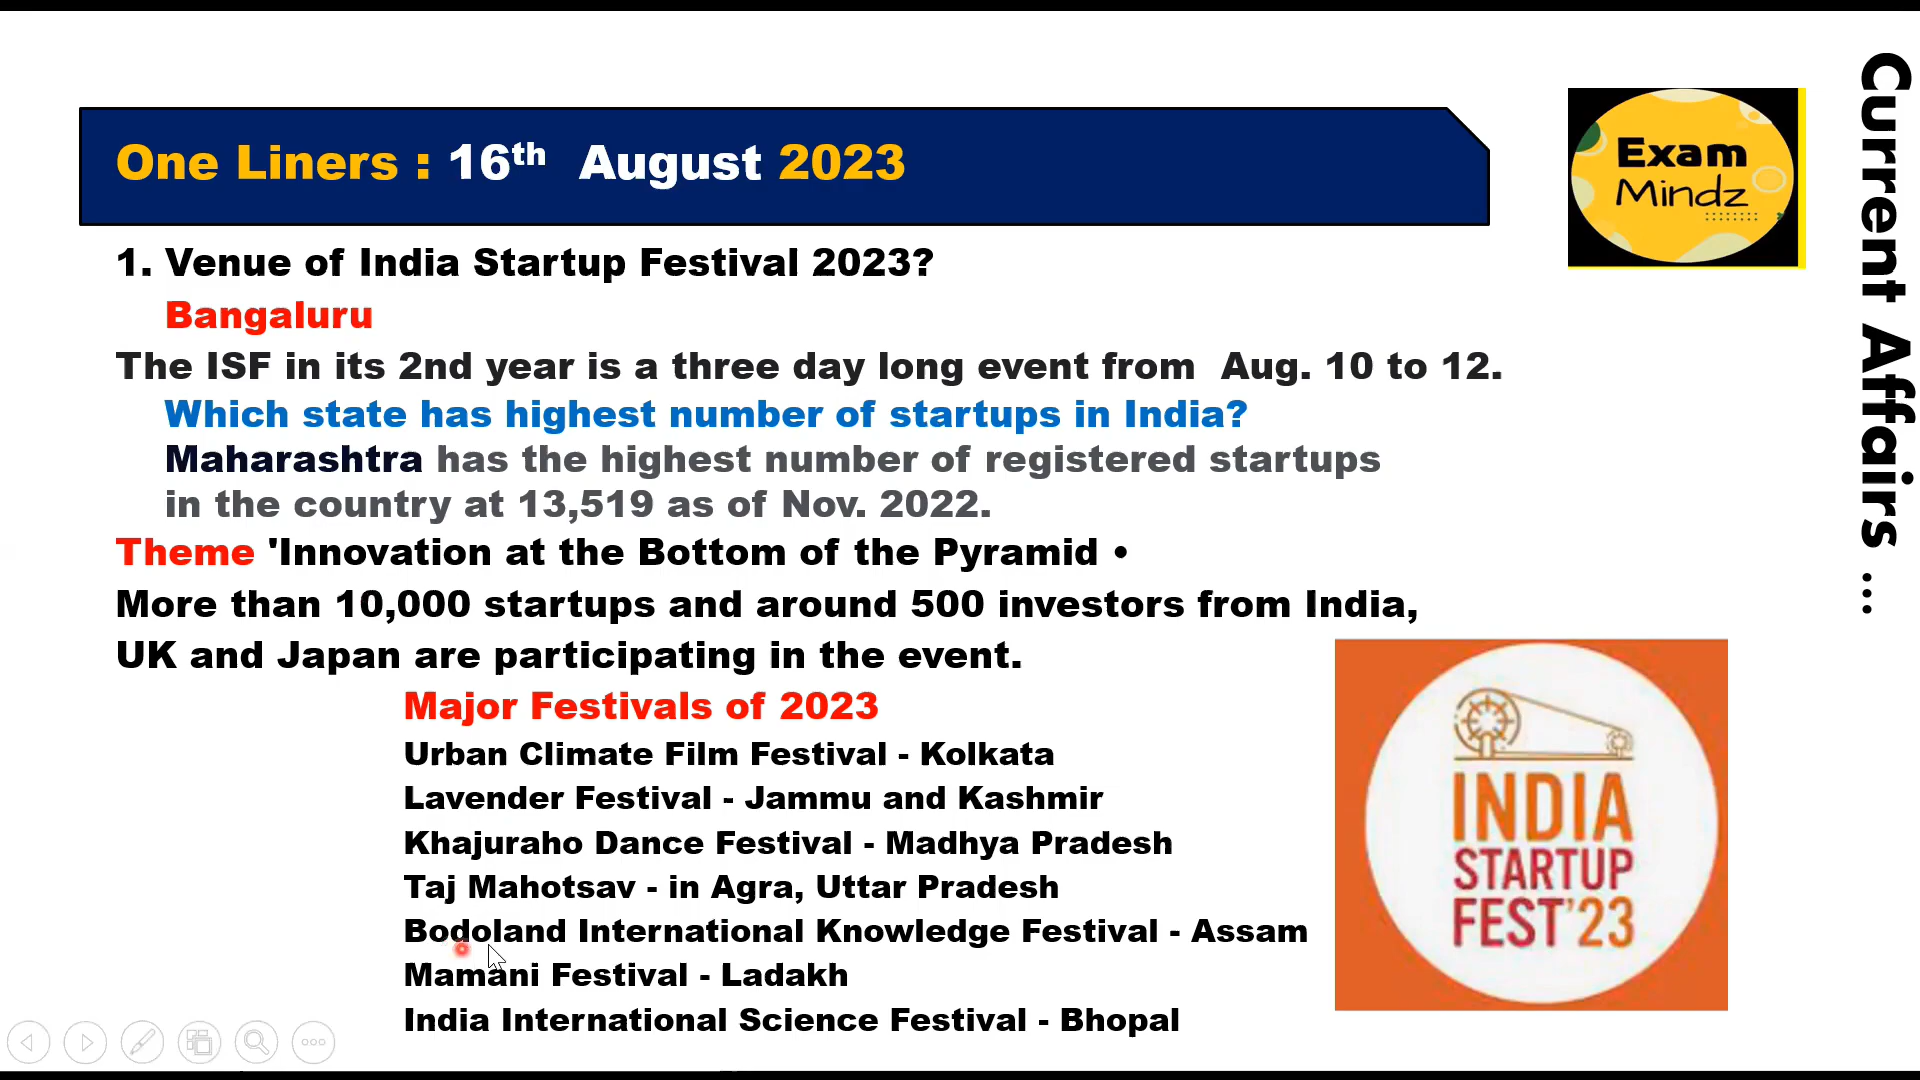 One Liners : 16th August 2023
Exam
Mindz
Current Affairs ...
1. Venue of India Startup Festival 2023?
Bangaluru
The ISF in its 2nd year is a three day long event from Aug. 10 to 12.
Which state has highest number of startups in India?
Maharashtra has the highest number of registered startups
in the country at 13,519 as of Nov. 2022.
Theme 'Innovation at the Bottom of the Pyramid •
More than 10,000 startups and around 500 investors from India,
UK and Japan are participating in the event.
Major Festivals of 2023
Urban Climate Film Festival - Kolkata
Lavender Festival - Jammu and Kashmir
Khajuraho Dance Festival - Madhya Pradesh
Taj Mahotsav - in Agra, Uttar Pradesh
Bodoland International Knowledge Festival - Assam
Mamani Festival - Ladakh
India International Science Festival - Bhopal
INDIA
STARTUP
FEST'23